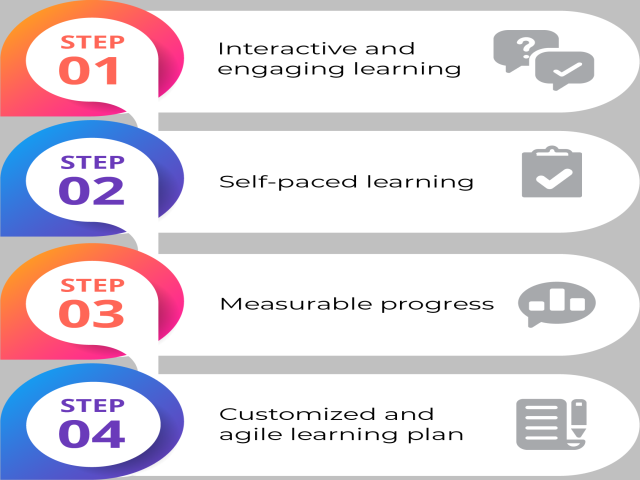 STEP
01
Interactive and
engaging learning
?
STEP
02
Self-paced learning
STEP
03
Measurable progress
STEP
04
Customized and
agile learning plan